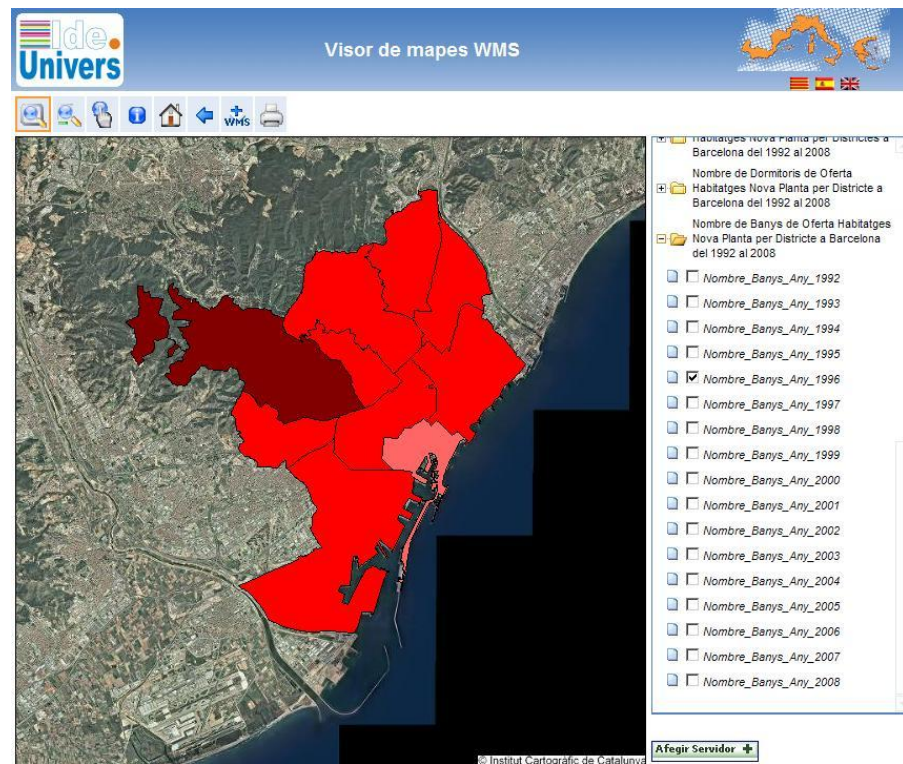 Ide
Univers
Visor de mapes WMS
WMS
Habitatges Nova Planta per Districtes a
Barcelona del 1992 al 2008
Nombre de Dormitoris de Oferta
Habitatges Nova Planta per Districte a
Barcelona del 1992 al 2008
Nombre de Banys de Oferta Habitatges
Nova Planta per Districte a Barcelona
del 1992 al 2008
Nombre_Banys_Any_1992
Nombre_Banys_Any_1993
Nombre_Banys_Any_1994
Nombre_Banys_Any_1995
Nombre_Banys_Any_1996
Nombre_Banys_Any_1997
Nombre_Banys_Any_1998
Nombre_Banys_Any_1999
Nombre_Banys_Any_2000
Nombre_Banys_Any_2001
Nombre_Banys_Any_2002
Nombre_Banys_Any_2003
Nombre_Banys_Any_2004
Nombre_Banys_Any_2005
Nombre_Banys_Any_2006
Nombre_Banys_Any_2007
Nombre_Banys_Any_2008
Afegir Servidor
© Institut Cartogràfic de Catalunya